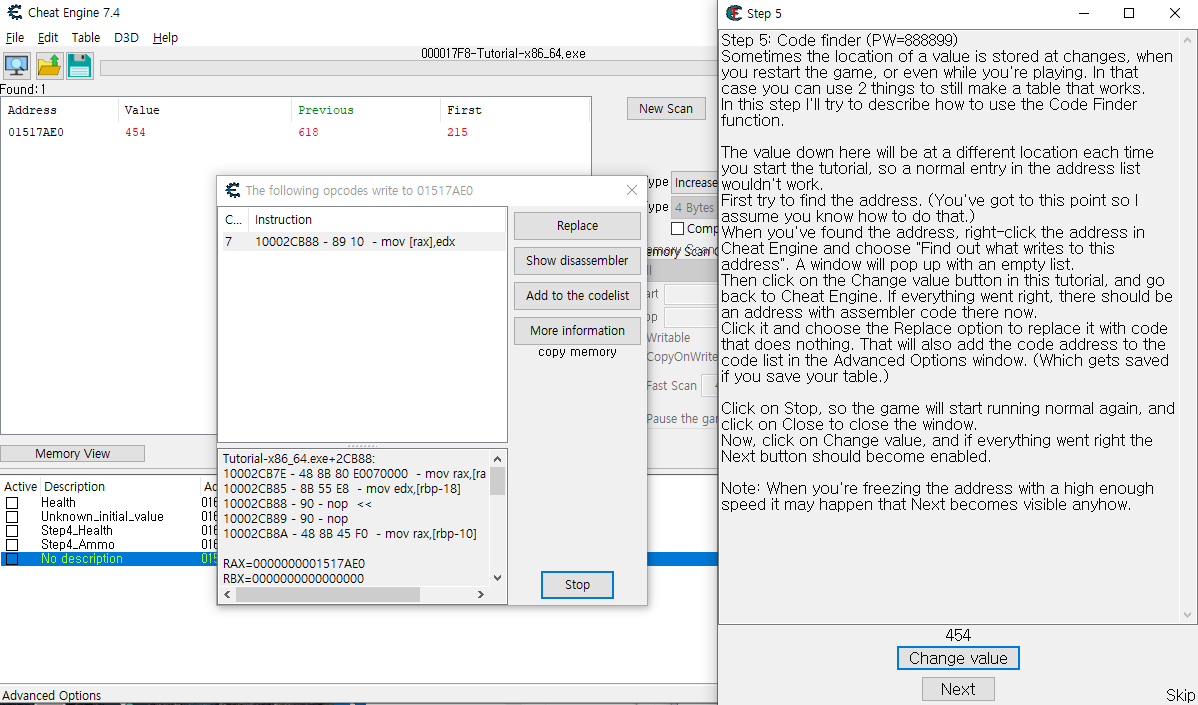 Cheat Engine 7.4
File Edit Table D3D Help
000017F8-Tutorial-x86_64.exe
Found:1
Address Value Previous First
01517AE0 454 618 215
New Scan
Type Increase
Type 4 Bytes
Memory Scan
Writable
CopyOnWrite
Fast Scan
Pause the
Memory View
Active Description
Health 016
Unknown_initial_value 016
Step4_Health 016
Step4_Ammo 016
No description 015
Advanced Options
The following opcodes write to 01517AE0
C... Instruction
7 10002CB88 - 89 10 - mov [rax],edx
Replace
Show disassembler
Add to the codelist
More information
copy memory
Tutorial-x86_64.exe+2CB88:
10002CB7E - 48 8B 80 E0070000 - mov rax,[ra
10002CB85 - 8B 55 E8 - mov edx,[rbp-18]
10002CB88 - 90 - nop <<
10002CB89 - 90 - nop
10002CB8A - 48 8B 45 F0 - mov rax,[rbp-10]
RAX=0000000001517AE0
RBX=0000000000000000
Stop
Step 5
Step 5: Code finder (PW=888899)
Sometimes the location of a value is stored at changes, when
you restart the game, or even while you're playing. In that
case you can use 2 things to still make a table that works.
In this step I'll try to describe how to use the Code Finder
function.
The value down here will be at a different location each time
you start the tutorial, so a normal entry in the address list
wouldn't work.
First try to find the address. (You've got to this point so I
assume you know how to do that.)
When you've found the address, right-click the address in
Cheat Engine and choose "Find out what writes to this
address". A window will pop up with an empty list.
Then click on the Change value button in this tutorial, and go
back to Cheat Engine. If everything went right, there should be
an address with assembler code there now.
Click it and choose the Replace option to replace it with code
that does nothing. That will also add the code address to the
code list in the Advanced Options window. (Which gets saved
if you save your table.)
Click on Stop, so the game will start running normal again, and
click on Close to close the window.
Now, click on Change value, and if everything went right the
Next button should become enabled.
Note: When you're freezing the address with a high enough
speed it may happen that Next becomes visible anyhow.
454
Change value
Next
Skip